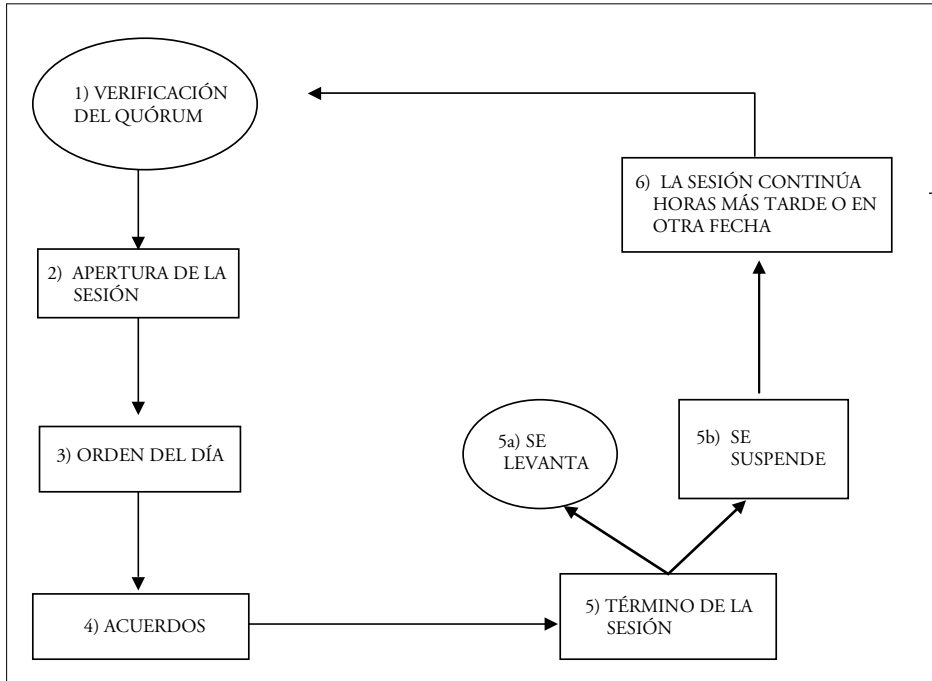 1) VERIFICACIÓN
DEL QUÓRUM
2) APERTURA DE LA
SESIÓN
3) ORDEN DEL DÍA
4) ACUERDOS
5) TÉRMINO DE LA
SESIÓN
5a) SE
LEVANTA
5b) SE
SUSPENDE
6) LA SESIÓN CONTINÚA
HORAS MÁS TARDE O EN
OTRA FECHA